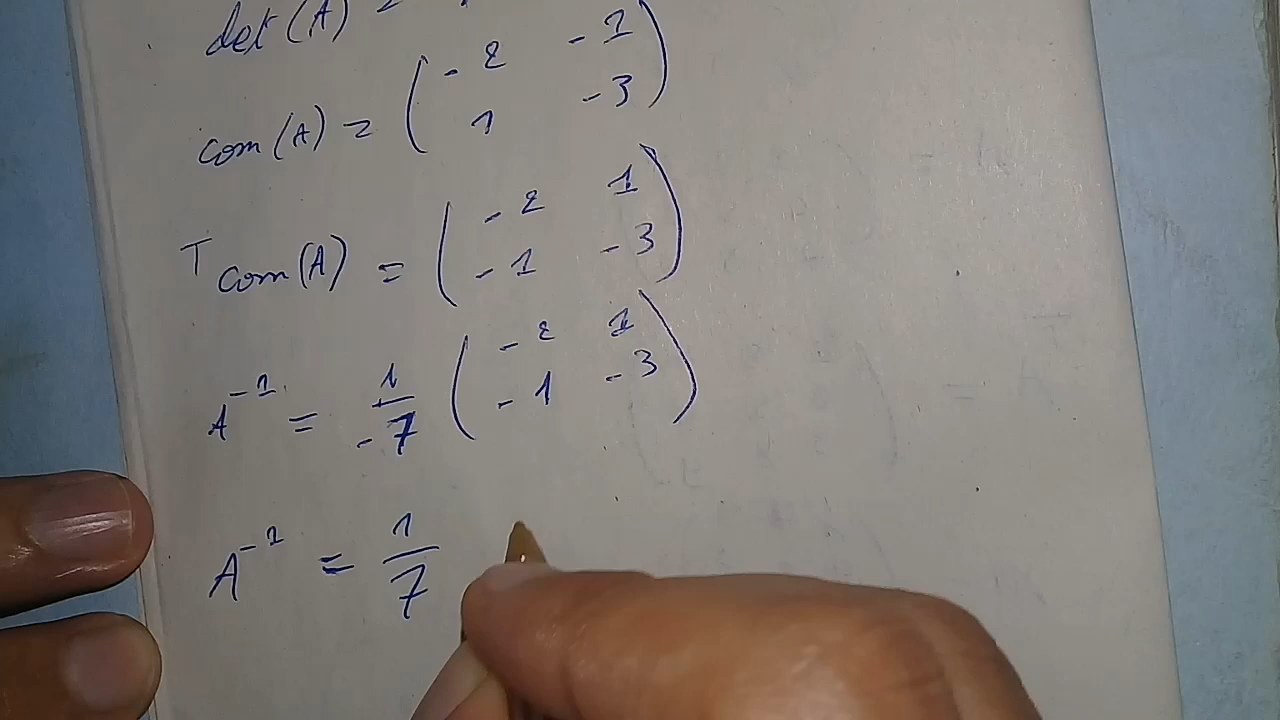 det(A) =
com(A) = ( -2 -1
1 -3 )
T com(A) = ( -2 1
-1 -3 )
A^-1 = 1/-7 ( -2 1
-1 -3 )
A^-1 = 1/7